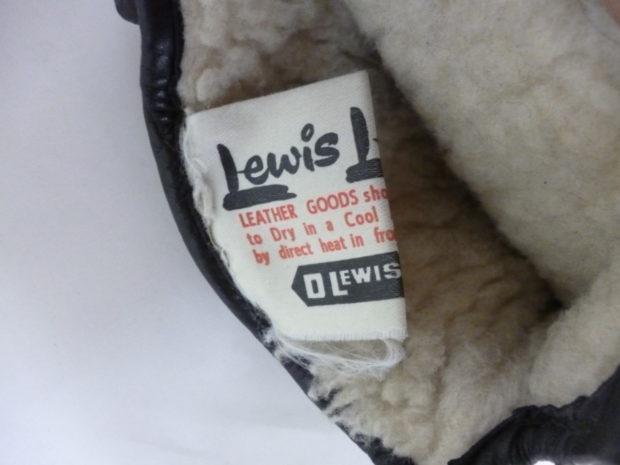 Lewis L
LEATHER GOODS sho
to Dry in a Cool
by direct heat in fro
D LEWIS